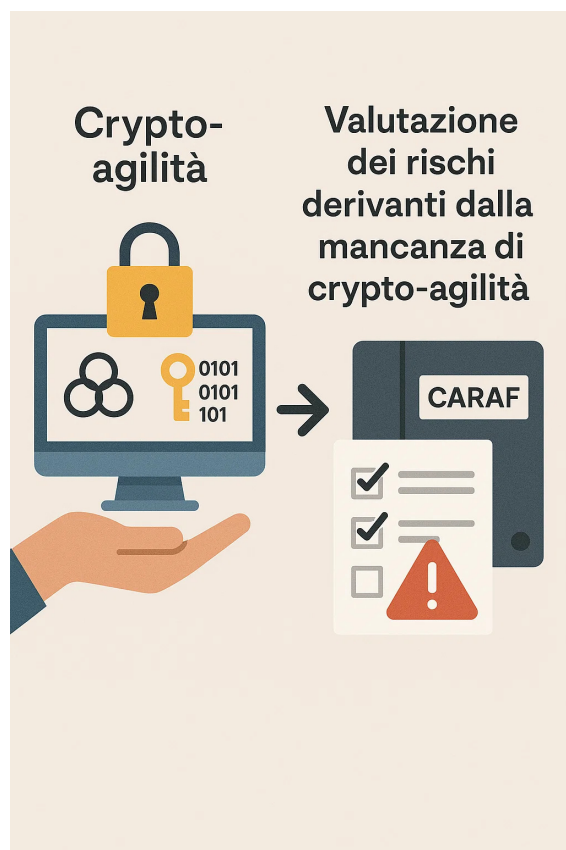 Crypto-
agilità
Valutazione
dei rischi
derivanti dalla
mancanza di
crypto-agilità
0101
0101
101
CARAF